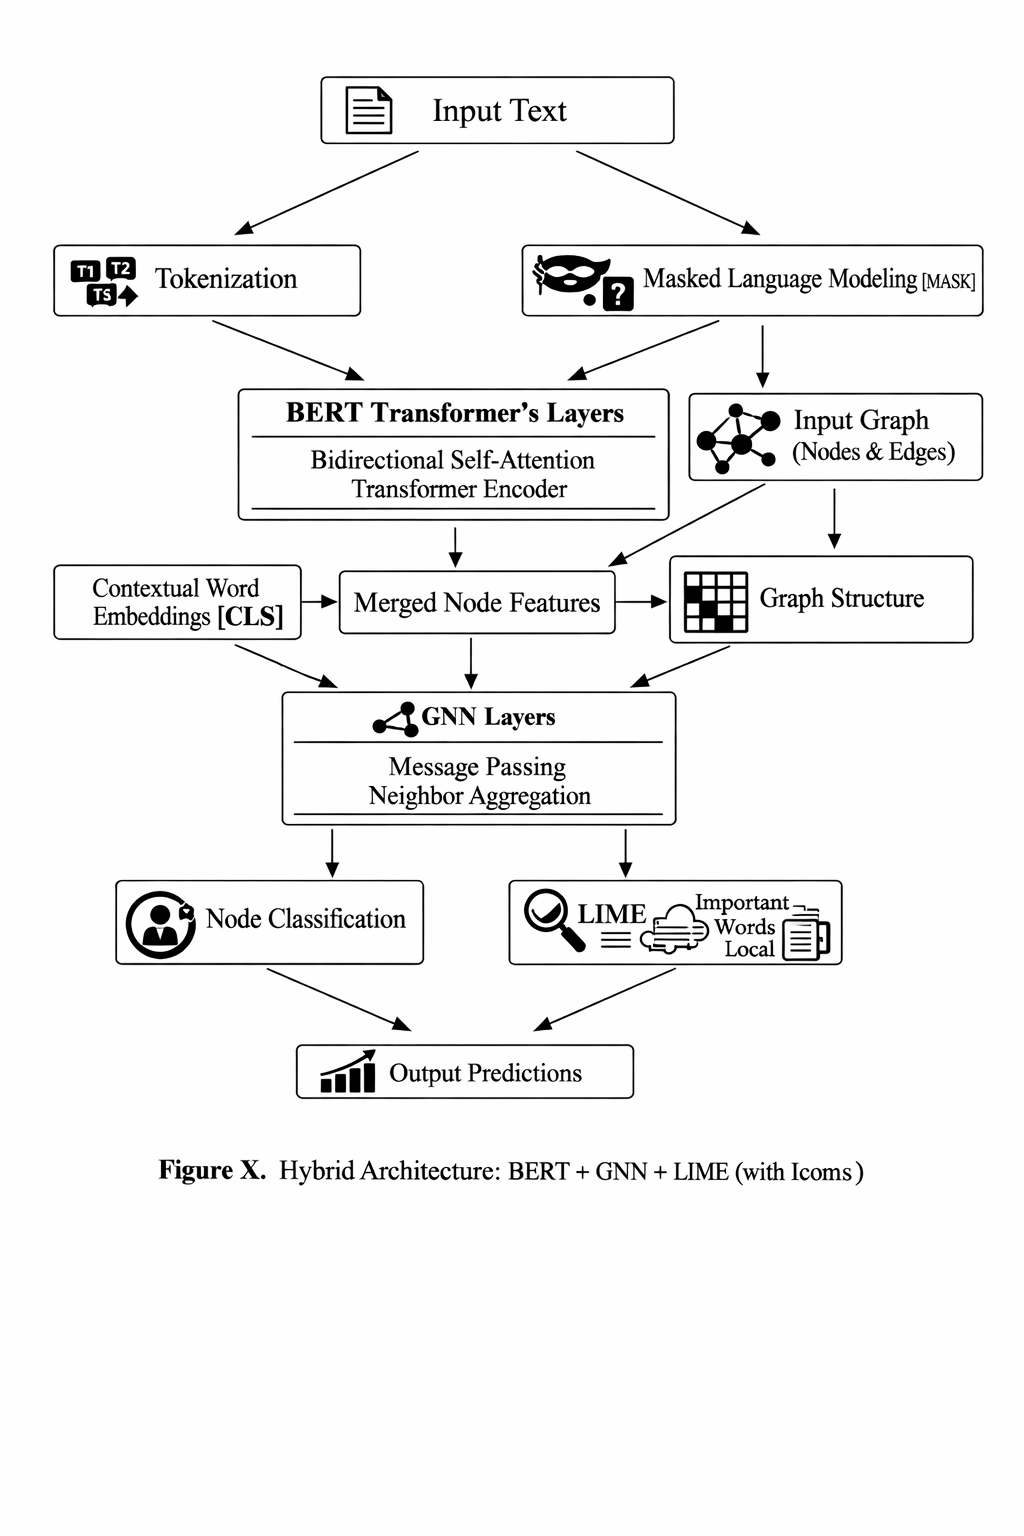 Input Text
T1 T2
TS
Tokenization
?
Masked Language Modeling [MASK]
BERT Transformer's Layers
Bidirectional Self-Attention
Transformer Encoder
Input Graph
(Nodes & Edges)
Contextual Word
Embeddings [CLS]
Merged Node Features
Graph Structure
GNN Layers
Message Passing
Neighbor Aggregation
Node Classification
LIME
Important
Words
Local
Output Predictions
Figure X. Hybrid Architecture: BERT + GNN + LIME (with Icoms)